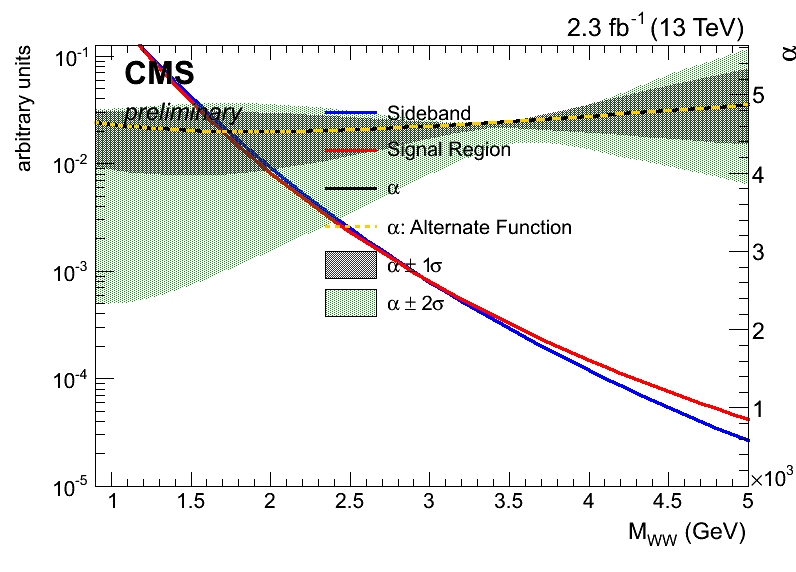 2.3 fb⁻¹ (13 TeV)
arbitrary units
α
10⁻¹
10⁻²
10⁻³
10⁻⁴
10⁻⁵
CMS
preliminary
Sideband
Signal Region
α
α: Alternate Function
α ± 1σ
α ± 2σ
5
4
3
2
1
×10³
1 1.5 2 2.5 3 3.5 4 4.5 5
M_WW (GeV)